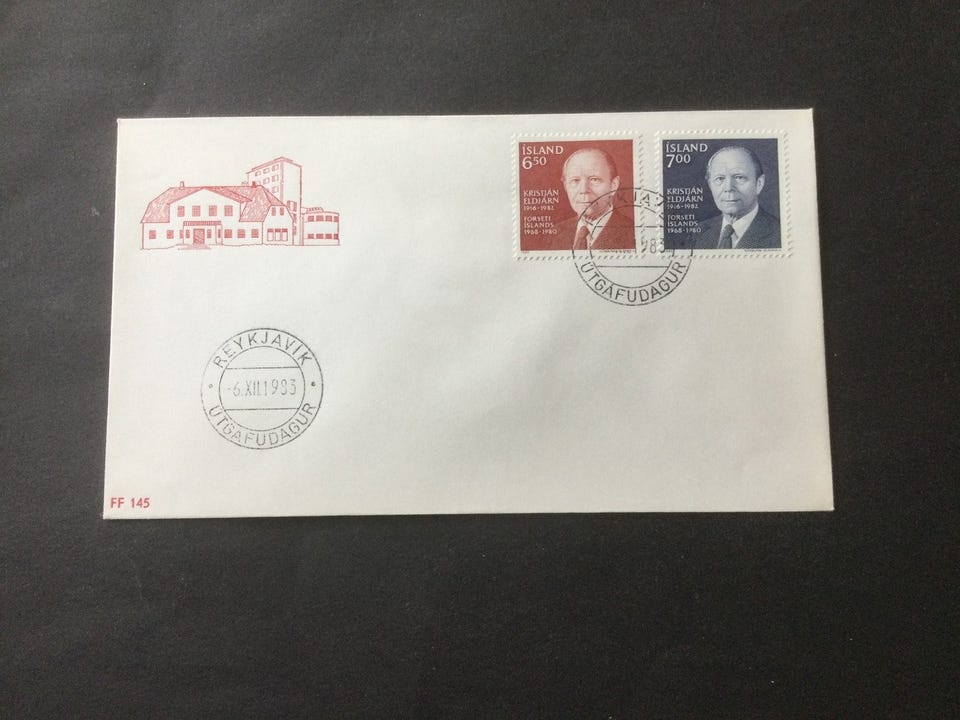 ÍSLAND
6.50
KRISTJÁN
ELDJÁRN
1916-1982
FORSETI
ÍSLANDS
1968-1980
ÍSLAND
7.00
KRISTJÁN
ELDJÁRN
1916-1982
FORSETI
ÍSLANDS
1968-1980
ÚTGÁFUDAGUR
REYKJAVIK
-6.XII.1983
ÚTGÁFUDAGUR
FF 145